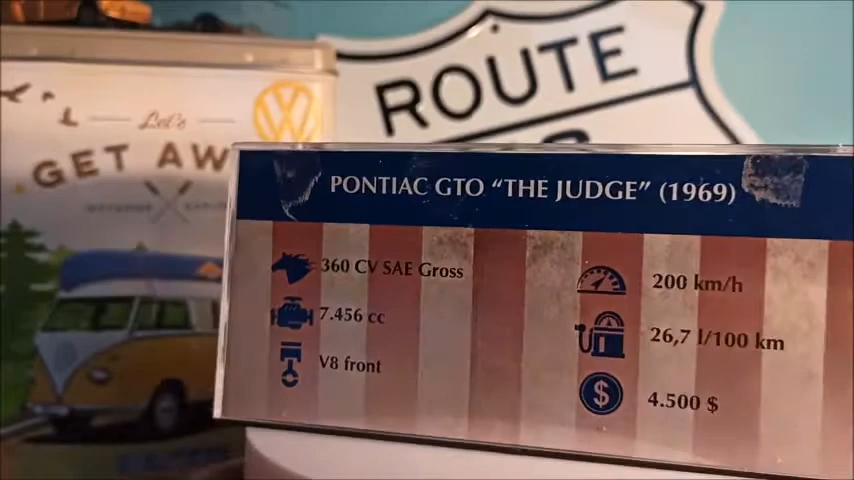 ROUTE
Let's
GET AWA
PONTIAC GTO “THE JUDGE” (1969)
360 CV SAE Gross
7.456 cc
V8 front
200 km/h
26,7 l/100 km
4.500 $